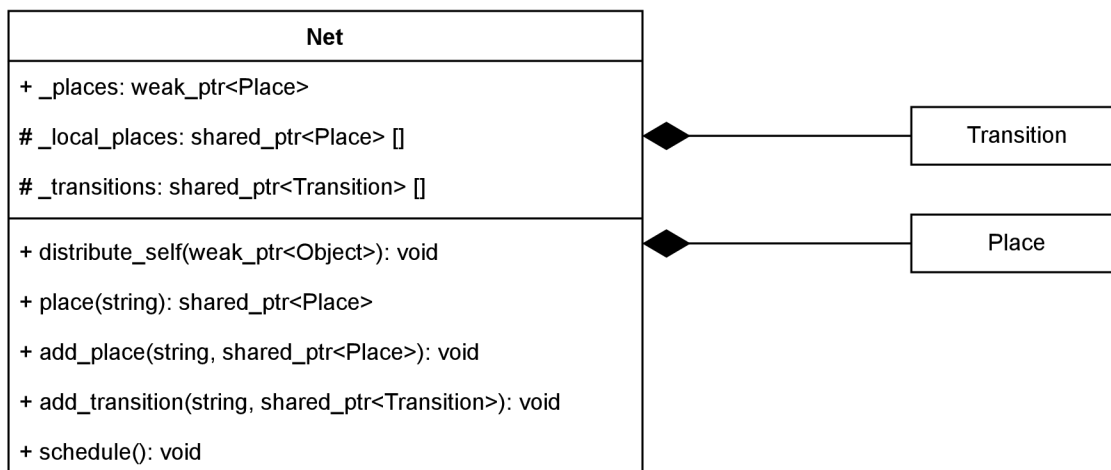 Net
+ _places: weak_ptr<Place>
# _local_places: shared_ptr<Place> []
# _transitions: shared_ptr<Transition> []
Transition
Place
+ distribute_self(weak_ptr<Object>): void
+ place(string): shared_ptr<Place>
+ add_place(string, shared_ptr<Place>): void
+ add_transition(string, shared_ptr<Transition>): void
+ schedule(): void